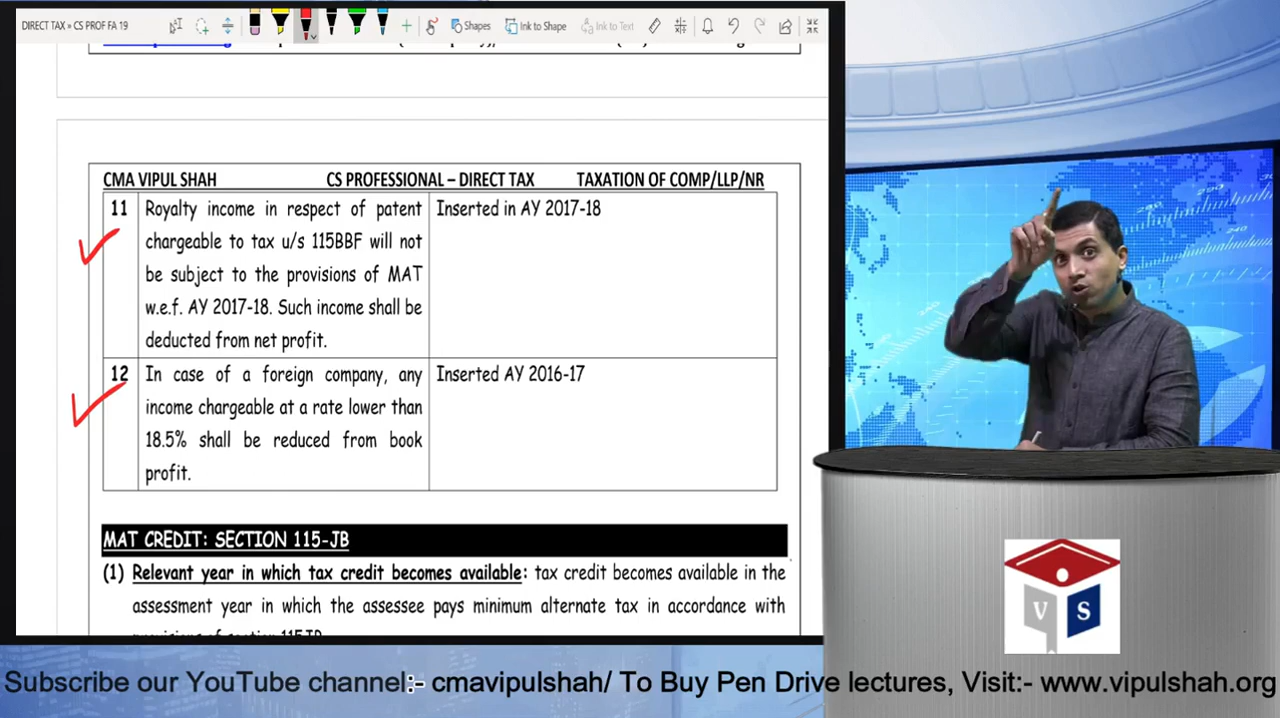 DIRECT TAX » CS PROF FA 19
Shapes
Ink to Shape
Ink to Text
CMA VIPUL SHAH CS PROFESSIONAL – DIRECT TAX TAXATION OF COMP/LLP/NR
11 Royalty income in respect of patent Inserted in AY 2017-18
chargeable to tax u/s 115BBF will not
be subject to the provisions of MAT
w.e.f. AY 2017-18. Such income shall be
deducted from net profit.
12 In case of a foreign company, any Inserted AY 2016-17
income chargeable at a rate lower than
18.5% shall be reduced from book
profit.
MAT CREDIT: SECTION 115-JB
(1) Relevant year in which tax credit becomes available: tax credit becomes available in the
assessment year in which the assessee pays minimum alternate tax in accordance with
V S
Subscribe our YouTube channel:- cmavipulshah/ To Buy Pen Drive lectures, Visit:- www.vipulshah.org